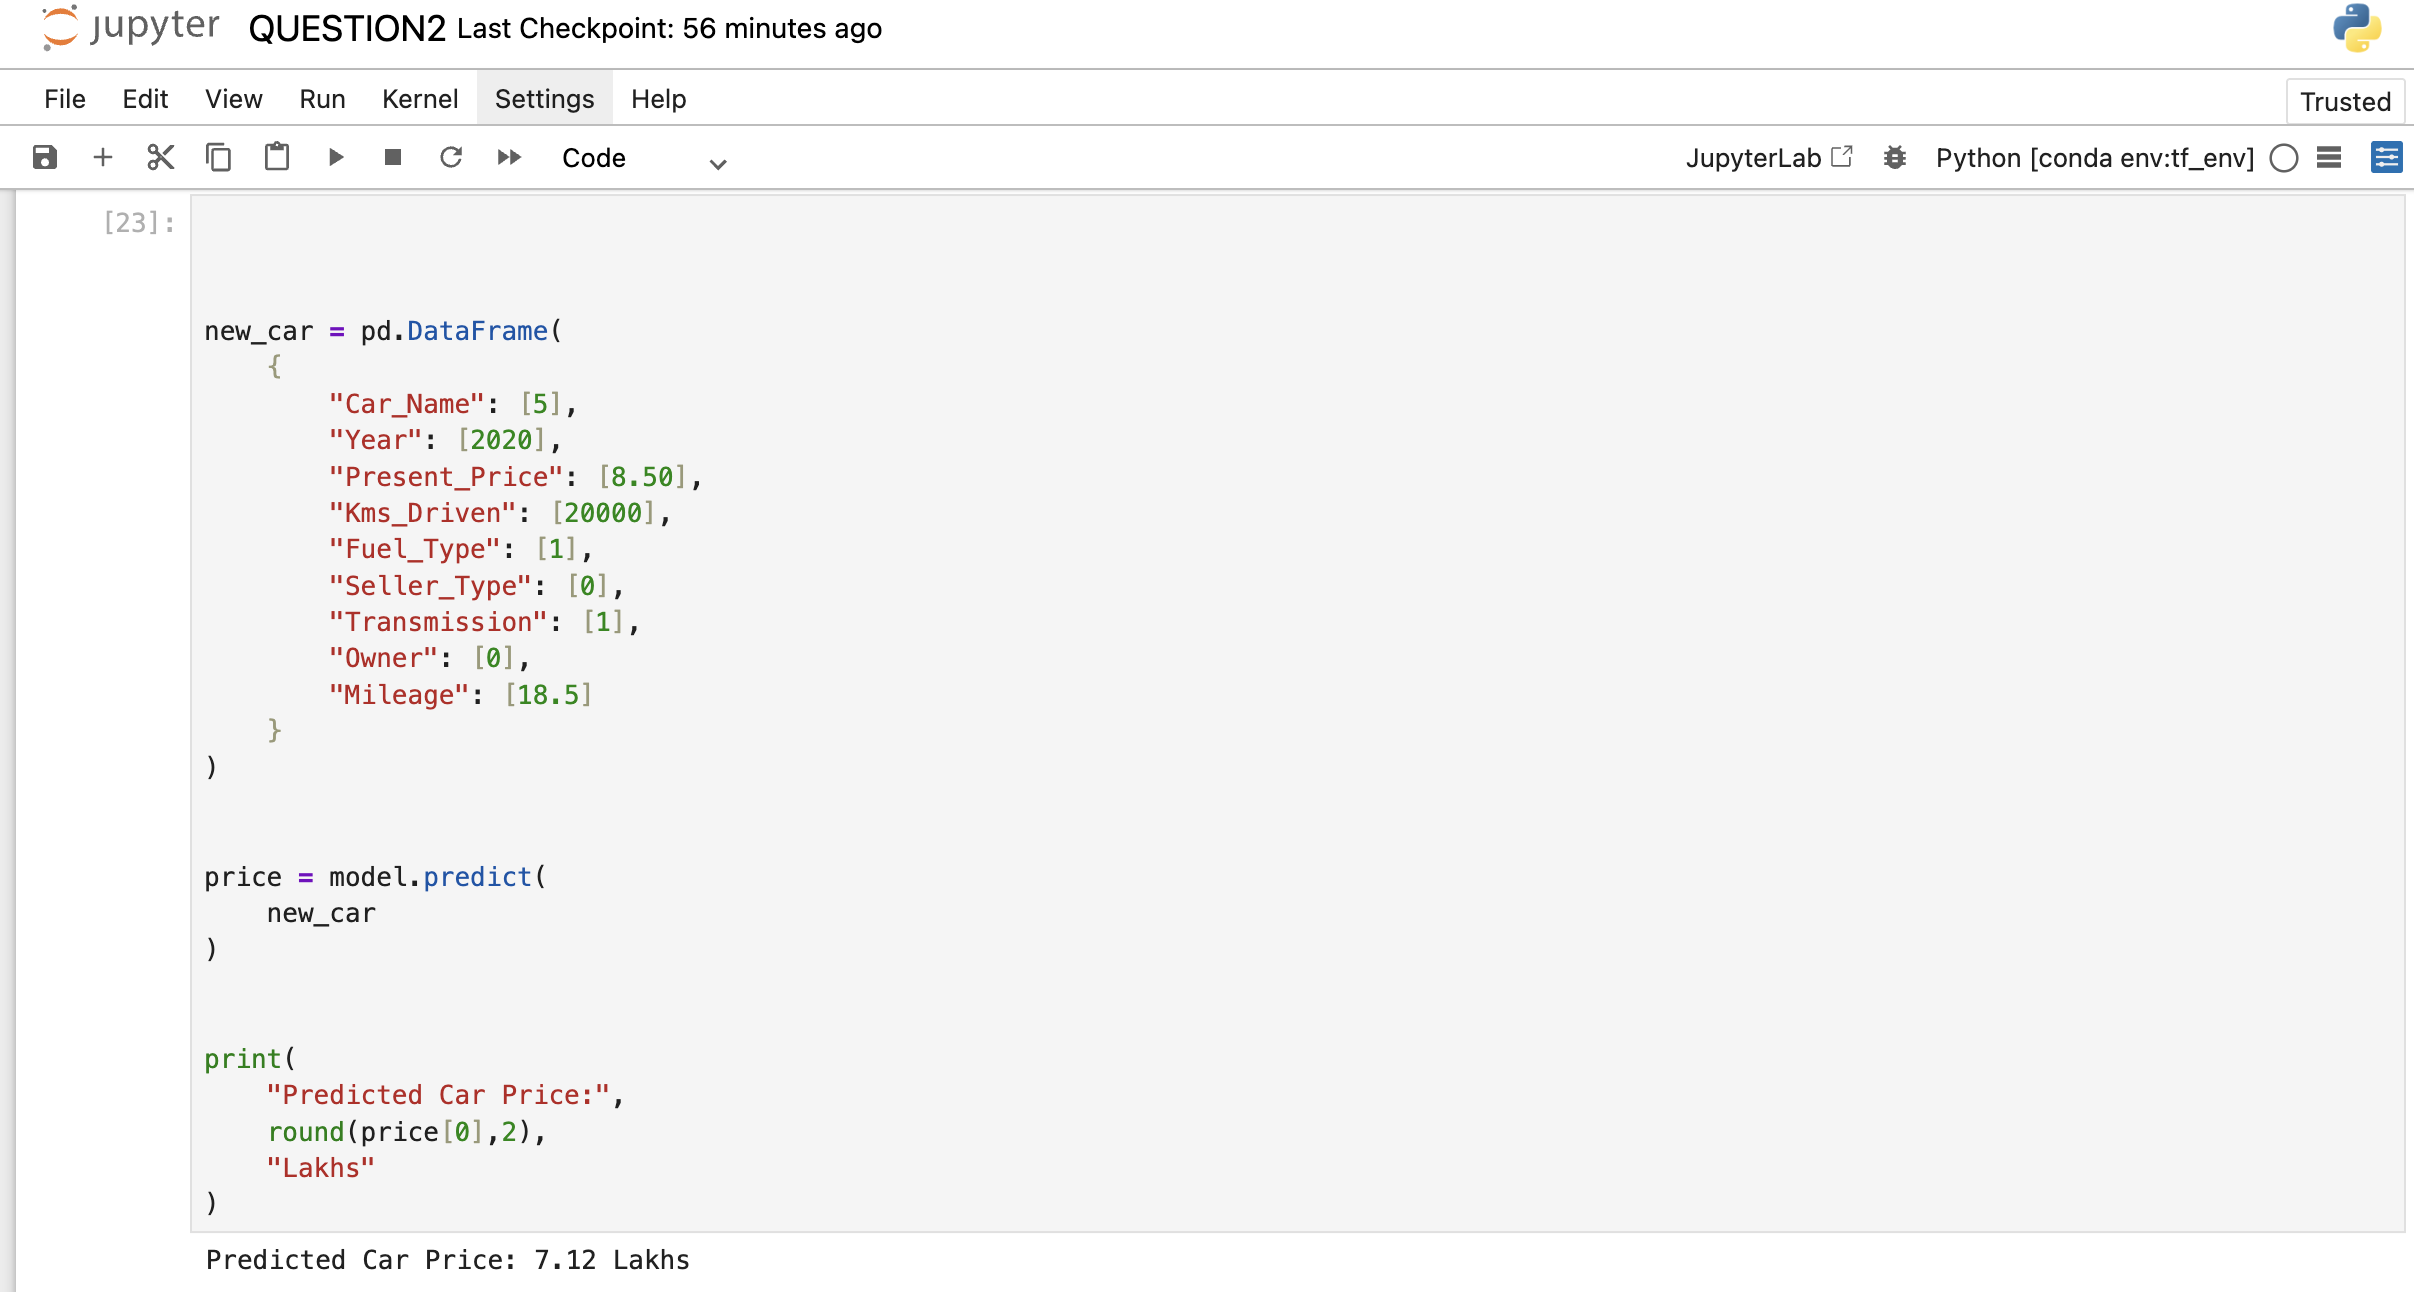 jupyter QUESTION2 Last Checkpoint: 56 minutes ago
File Edit View Run Kernel Settings Help Trusted
Code JupyterLab Python [conda env:tf_env]
[23]:
new_car = pd.DataFrame(
    {
        "Car_Name": [5],
        "Year": [2020],
        "Present_Price": [8.50],
        "Kms_Driven": [20000],
        "Fuel_Type": [1],
        "Seller_Type": [0],
        "Transmission": [1],
        "Owner": [0],
        "Mileage": [18.5]
    }
)
price = model.predict(
    new_car
)
print(
    "Predicted Car Price:",
    round(price[0],2),
    "Lakhs"
)
Predicted Car Price: 7.12 Lakhs